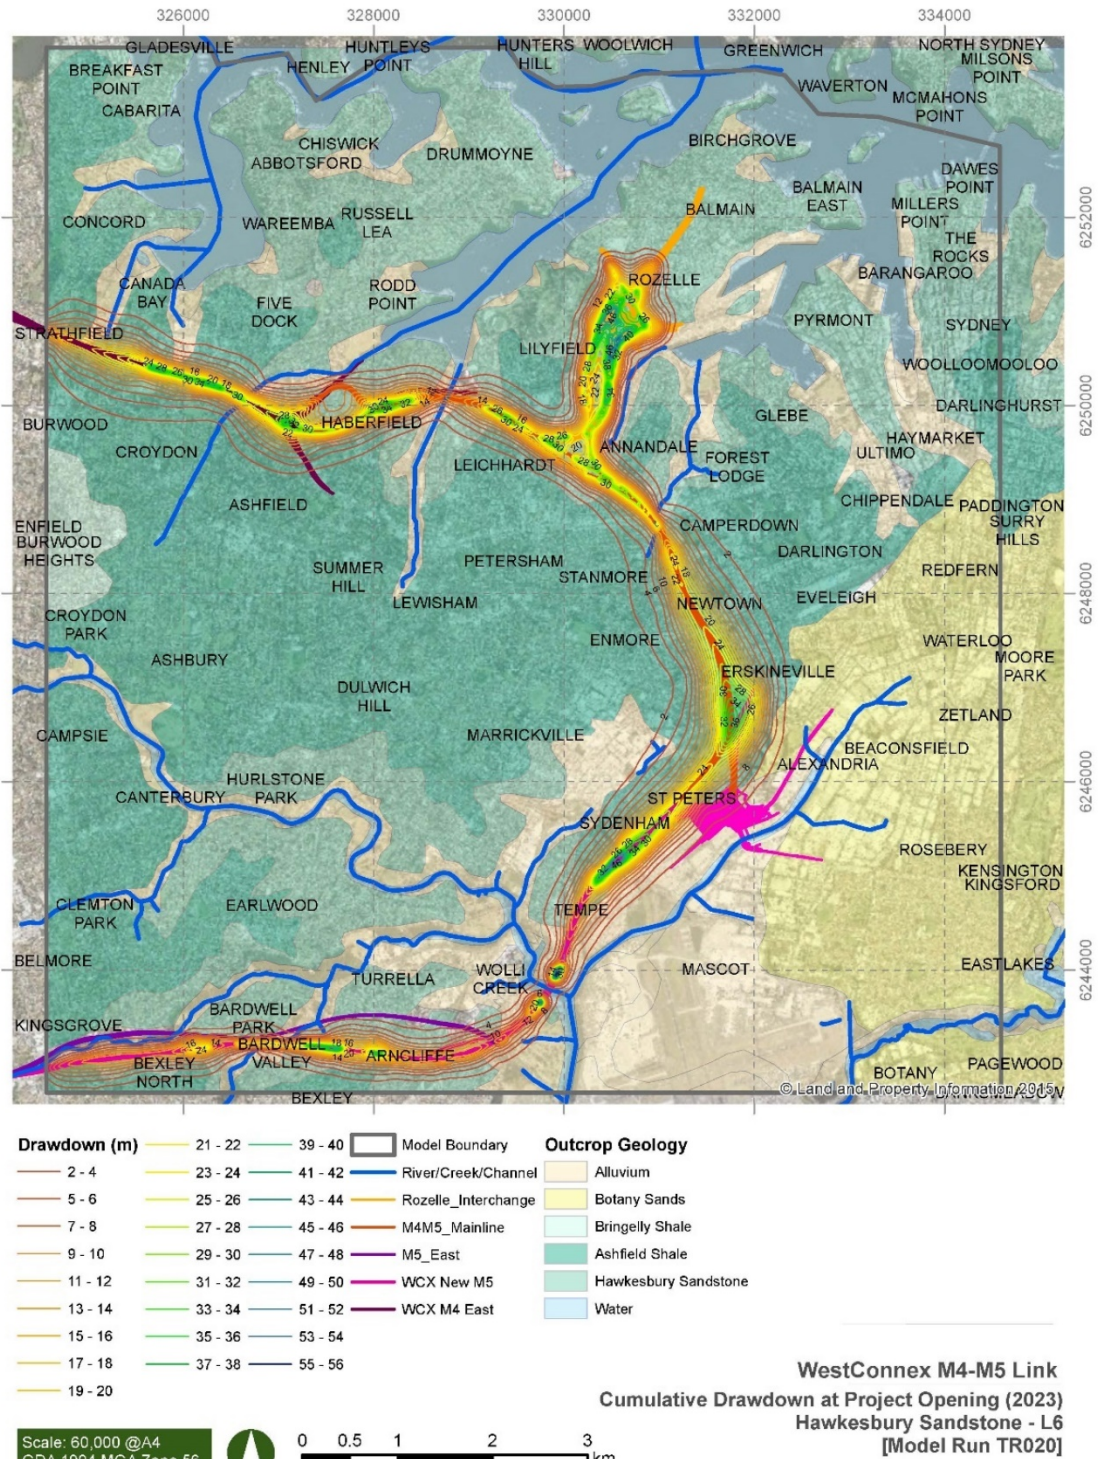 326000
328000
330000
332000
334000
GLADESVILLE
HUNTLEYS
POINT
HENLEY
HUNTERS
HILL
WOOLWICH
GREENWICH
NORTH SYDNEY
MILSONS
POINT
BREAKFAST
POINT
CABARITA
WAVERTON
MCMAHONS
POINT
CHISWICK
ABBOTSFORD
DRUMMOYNE
BIRCHGROVE
DAWES
POINT
BALMAIN
EAST
MILLERS
POINT
6252000
CONCORD
WAREEMBA
RUSSELL
LEA
BALMAIN
THE
ROCKS
BARANGAROO
CANADA
BAY
FIVE
DOCK
RODD
POINT
ROZELLE
PYRMONT
SYDNEY
STRATHFIELD
LILYFIELD
WOOLLOOMOOLOO
6250000
DARLINGHURST
BURWOOD
HABERFIELD
GLEBE
CROYDON
ANNANDALE
HAYMARKET
ULTIMO
LEICHHARDT
FOREST
LODGE
ASHFIELD
CHIPPENDALE
PADDINGTON
SURRY
HILLS
ENFIELD
BURWOOD
HEIGHTS
CAMPERDOWN
DARLINGTON
PETERSHAM
STANMORE
SUMMER
HILL
REDFERN
6248000
LEWISHAM
NEWTOWN
EVELEIGH
CROYDON
PARK
ENMORE
WATERLOO
MOORE
PARK
ASHBURY
ERSKINEVILLE
DULWICH
HILL
ZETLAND
CAMPSIE
MARRICKVILLE
BEACONSFIELD
ALEXANDRIA
6246000
HURLSTONE
PARK
CANTERBURY
ST PETERS
SYDENHAM
ROSEBERY
KENSINGTON
KINGSFORD
CLEMTON
PARK
EARLWOOD
TEMPE
BELMORE
TURRELLA
WOLLI
CREEK
MASCOT
EASTLAKES
6244000
KINGSGROVE
BARDWELL
PARK
BARDWELL
VALLEY
ARNCLIFFE
BEXLEY
NORTH
BEXLEY
BOTANY
PAGEWOOD
© Land and Property Information 2015
Drawdown (m)
2 - 4
5 - 6
7 - 8
9 - 10
11 - 12
13 - 14
15 - 16
17 - 18
19 - 20
21 - 22
23 - 24
25 - 26
27 - 28
29 - 30
31 - 32
33 - 34
35 - 36
37 - 38
39 - 40
41 - 42
43 - 44
45 - 46
47 - 48
49 - 50
51 - 52
53 - 54
55 - 56
Model Boundary
River/Creek/Channel
Rozelle_Interchange
M4M5_Mainline
M5_East
WCX New M5
WCX M4 East
Outcrop Geology
Alluvium
Botany Sands
Bringelly Shale
Ashfield Shale
Hawkesbury Sandstone
Water
WestConnex M4-M5 Link
Cumulative Drawdown at Project Opening (2023)
Hawkesbury Sandstone - L6
[Model Run TR020]
Scale: 60,000 @A4
0 0.5 1 2 3
km